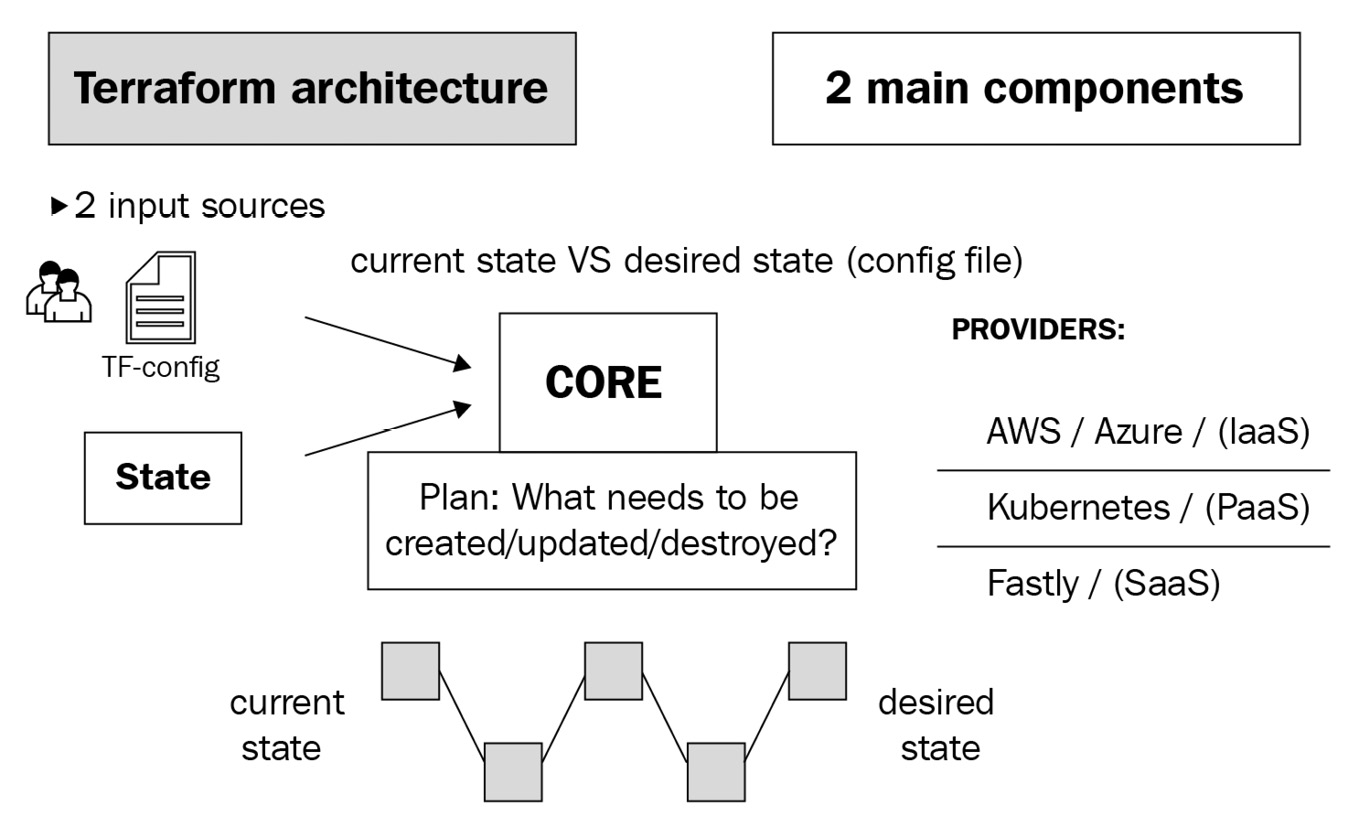 Terraform architecture
2 main components
2 input sources
current state VS desired state (config file)
TF-config
State
CORE
Plan: What needs to be
created/updated/destroyed?
PROVIDERS:
AWS / Azure / (IaaS)
Kubernetes / (PaaS)
Fastly / (SaaS)
current
state
desired
state